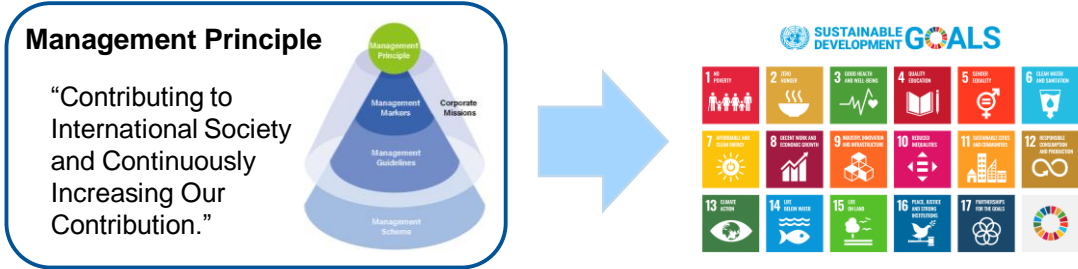 Management Principle
“Contributing to
International Society
and Continuously
Increasing Our
Contribution.”
Management
Principle
Management
Markers
Corporate
Missions
Management
Guidelines
Management
Scheme
SUSTAINABLE
DEVELOPMENT
GOALS
1 NO
POVERTY
2 ZERO
HUNGER
3 GOOD HEALTH
AND WELL-BEING
4 QUALITY
EDUCATION
5 GENDER
EQUALITY
6 CLEAN WATER
AND SANITATION
7 AFFORDABLE AND
CLEAN ENERGY
8 DECENT WORK AND
ECONOMIC GROWTH
9 INDUSTRY, INNOVATION
AND INFRASTRUCTURE
10 REDUCED
INEQUALITIES
11 SUSTAINABLE CITIES
AND COMMUNITIES
12 RESPONSIBLE
CONSUMPTION
AND PRODUCTION
13 CLIMATE
ACTION
14 LIFE
BELOW WATER
15 LIFE
ON LAND
16 PEACE, JUSTICE
AND STRONG
INSTITUTIONS
17 PARTNERSHIPS
FOR THE GOALS